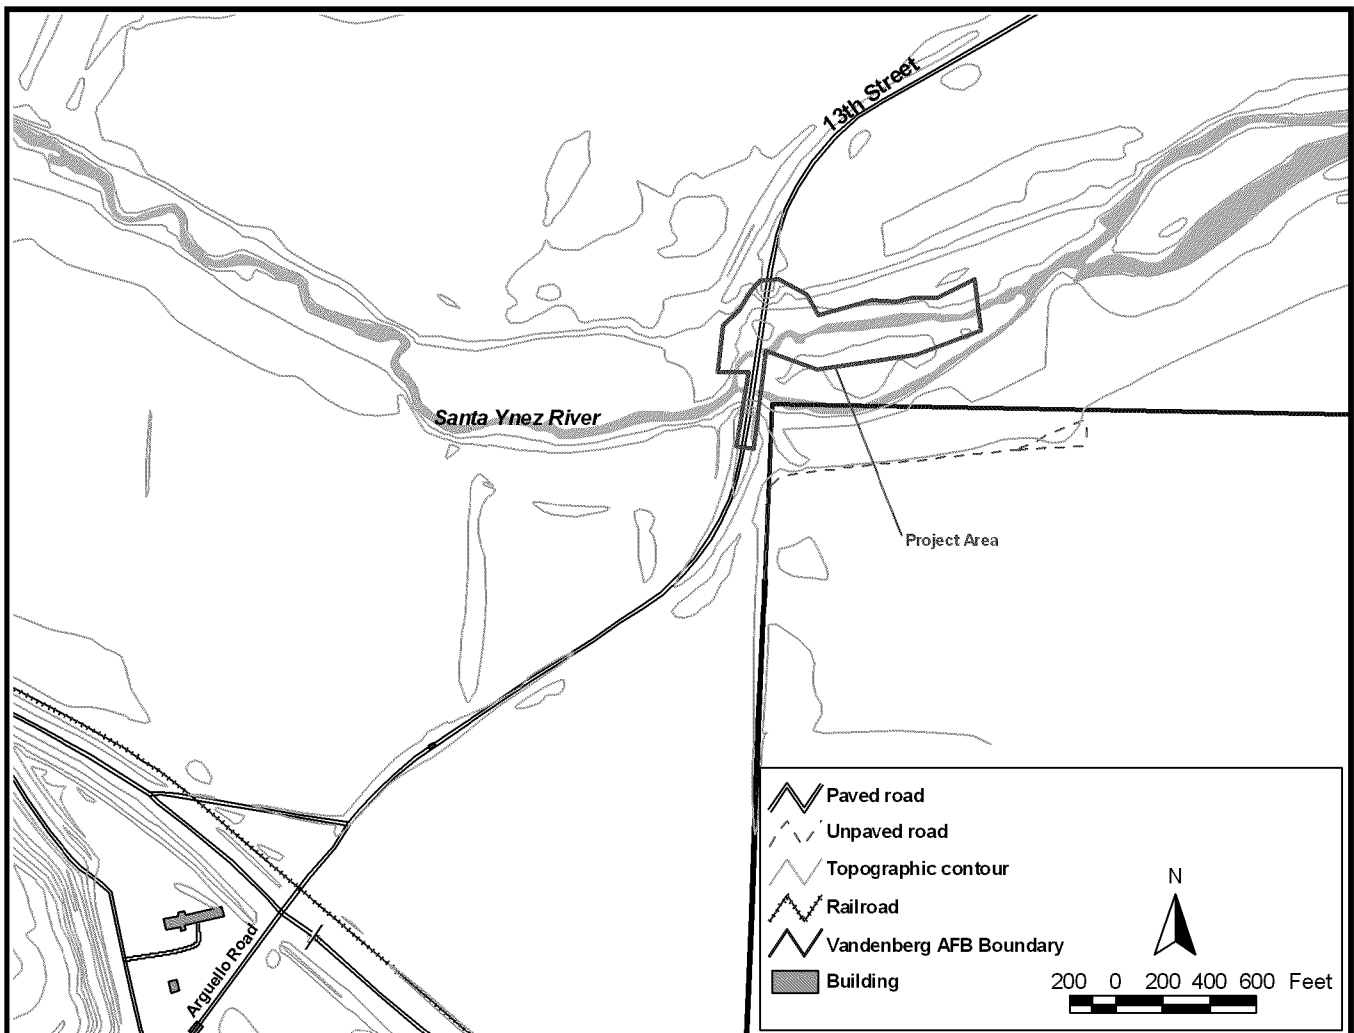 13th Street
Santa Ynez River
Project Area
Arguello Road
Paved road
Unpaved road
Topographic contour
Railroad
Vandenberg AFB Boundary
Building
N
200 0 200 400 600 Feet